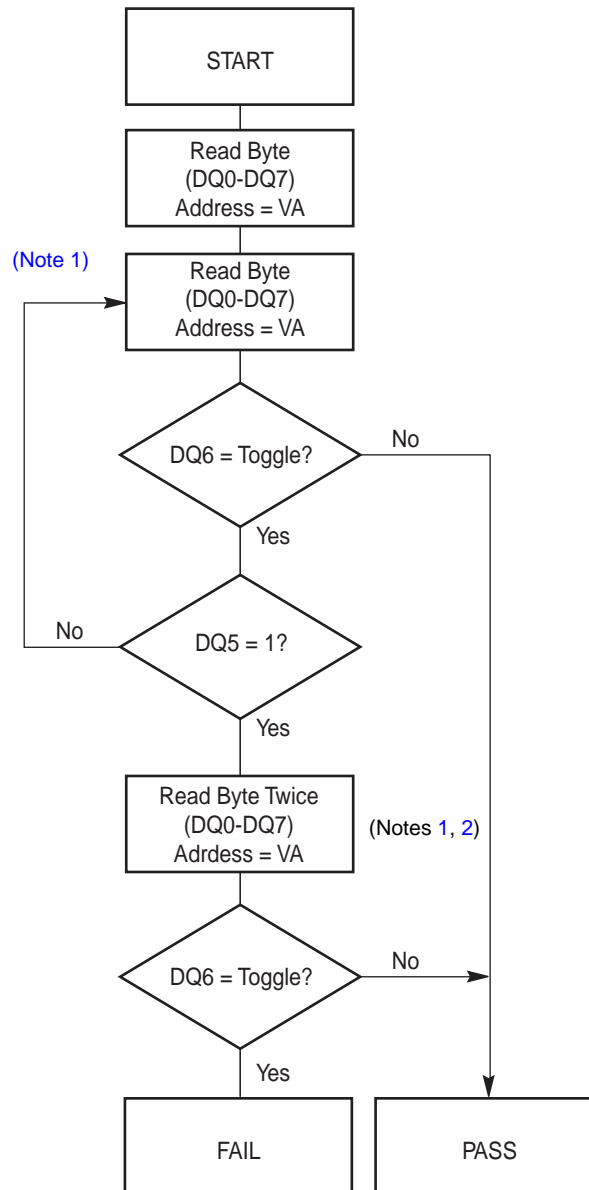 START
Read Byte
(DQ0-DQ7)
Address = VA
(Note 1)
Read Byte
(DQ0-DQ7)
Address = VA
DQ6 = Toggle?
No
Yes
No
DQ5 = 1?
Yes
Read Byte Twice
(DQ0-DQ7)
Adrdess = VA
(Notes 1, 2)
DQ6 = Toggle?
No
Yes
FAIL
PASS